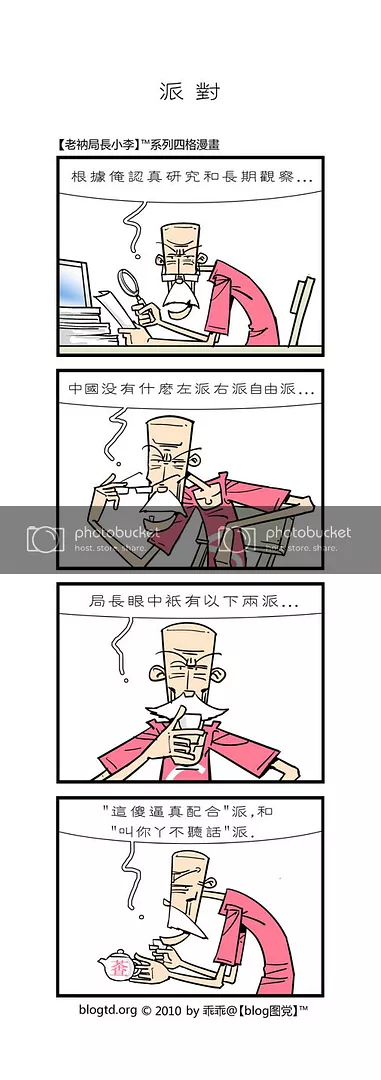 派對
【老衲局長小李】™系列四格漫畫
根據俺認真研究和長期觀察...
中國没有什麽左派右派自由派...
photobucket
host. store. share.
photobucket
host. store. share.
局長眼中衹有以下兩派...
"這傻逼真配合"派,和
"叫你丫不聽話"派.
茶
blogtd.org © 2010 by 乖乖@【blog图党】™